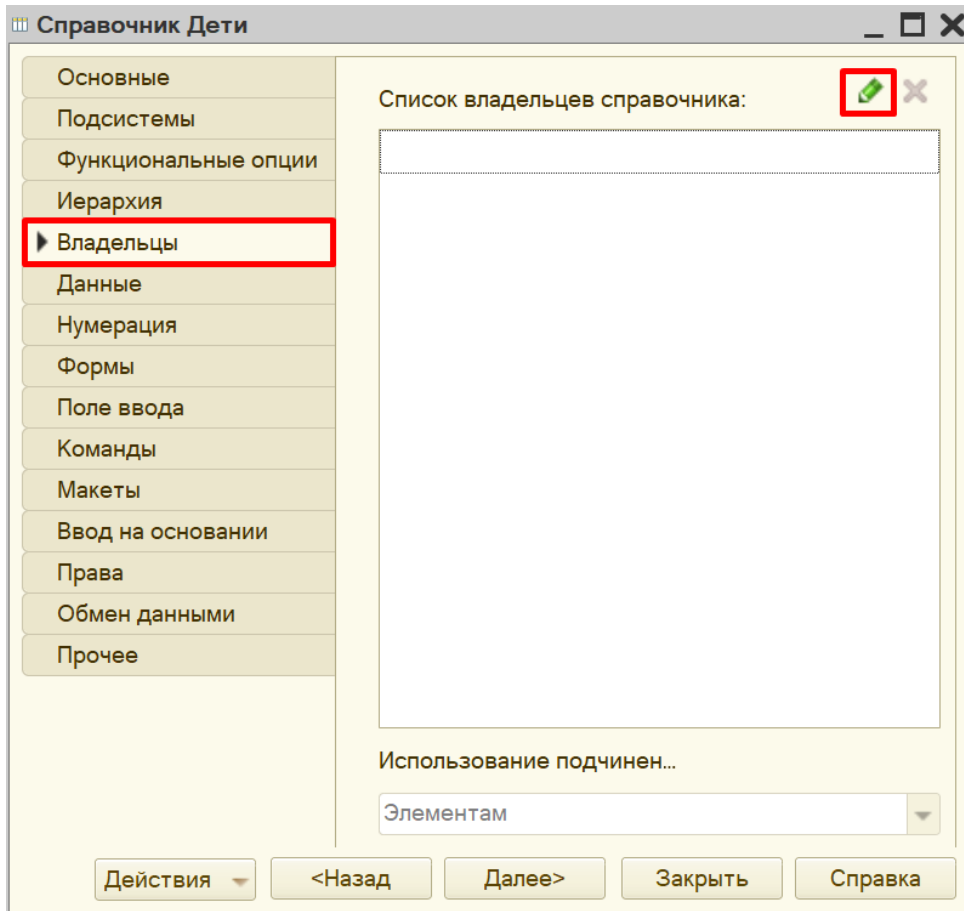 Справочник Дети
Основные
Подсистемы
Функциональные опции
Иерархия
Владельцы
Данные
Нумерация
Формы
Поле ввода
Команды
Макеты
Ввод на основании
Права
Обмен данными
Прочее
Список владельцев справочника:
Использование подчинен...
Элементам
Действия
<Назад
Далее>
Закрыть
Справка